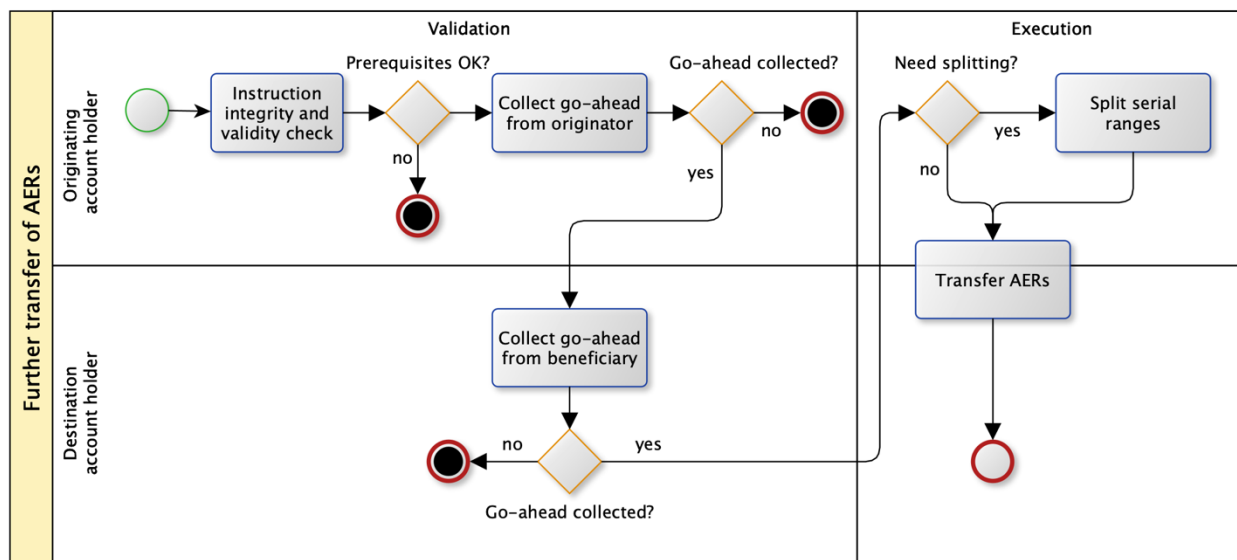 Further transfer of AERs
Validation
Execution
Originating
account holder
Instruction
integrity and
validity check
Prerequisites OK?
no
Collect go-ahead
from originator
Go-ahead collected?
no
yes
Need splitting?
yes
no
Split serial
ranges
Transfer AERs
Destination
account holder
Collect go-ahead
from beneficiary
no
yes
Go-ahead collected?